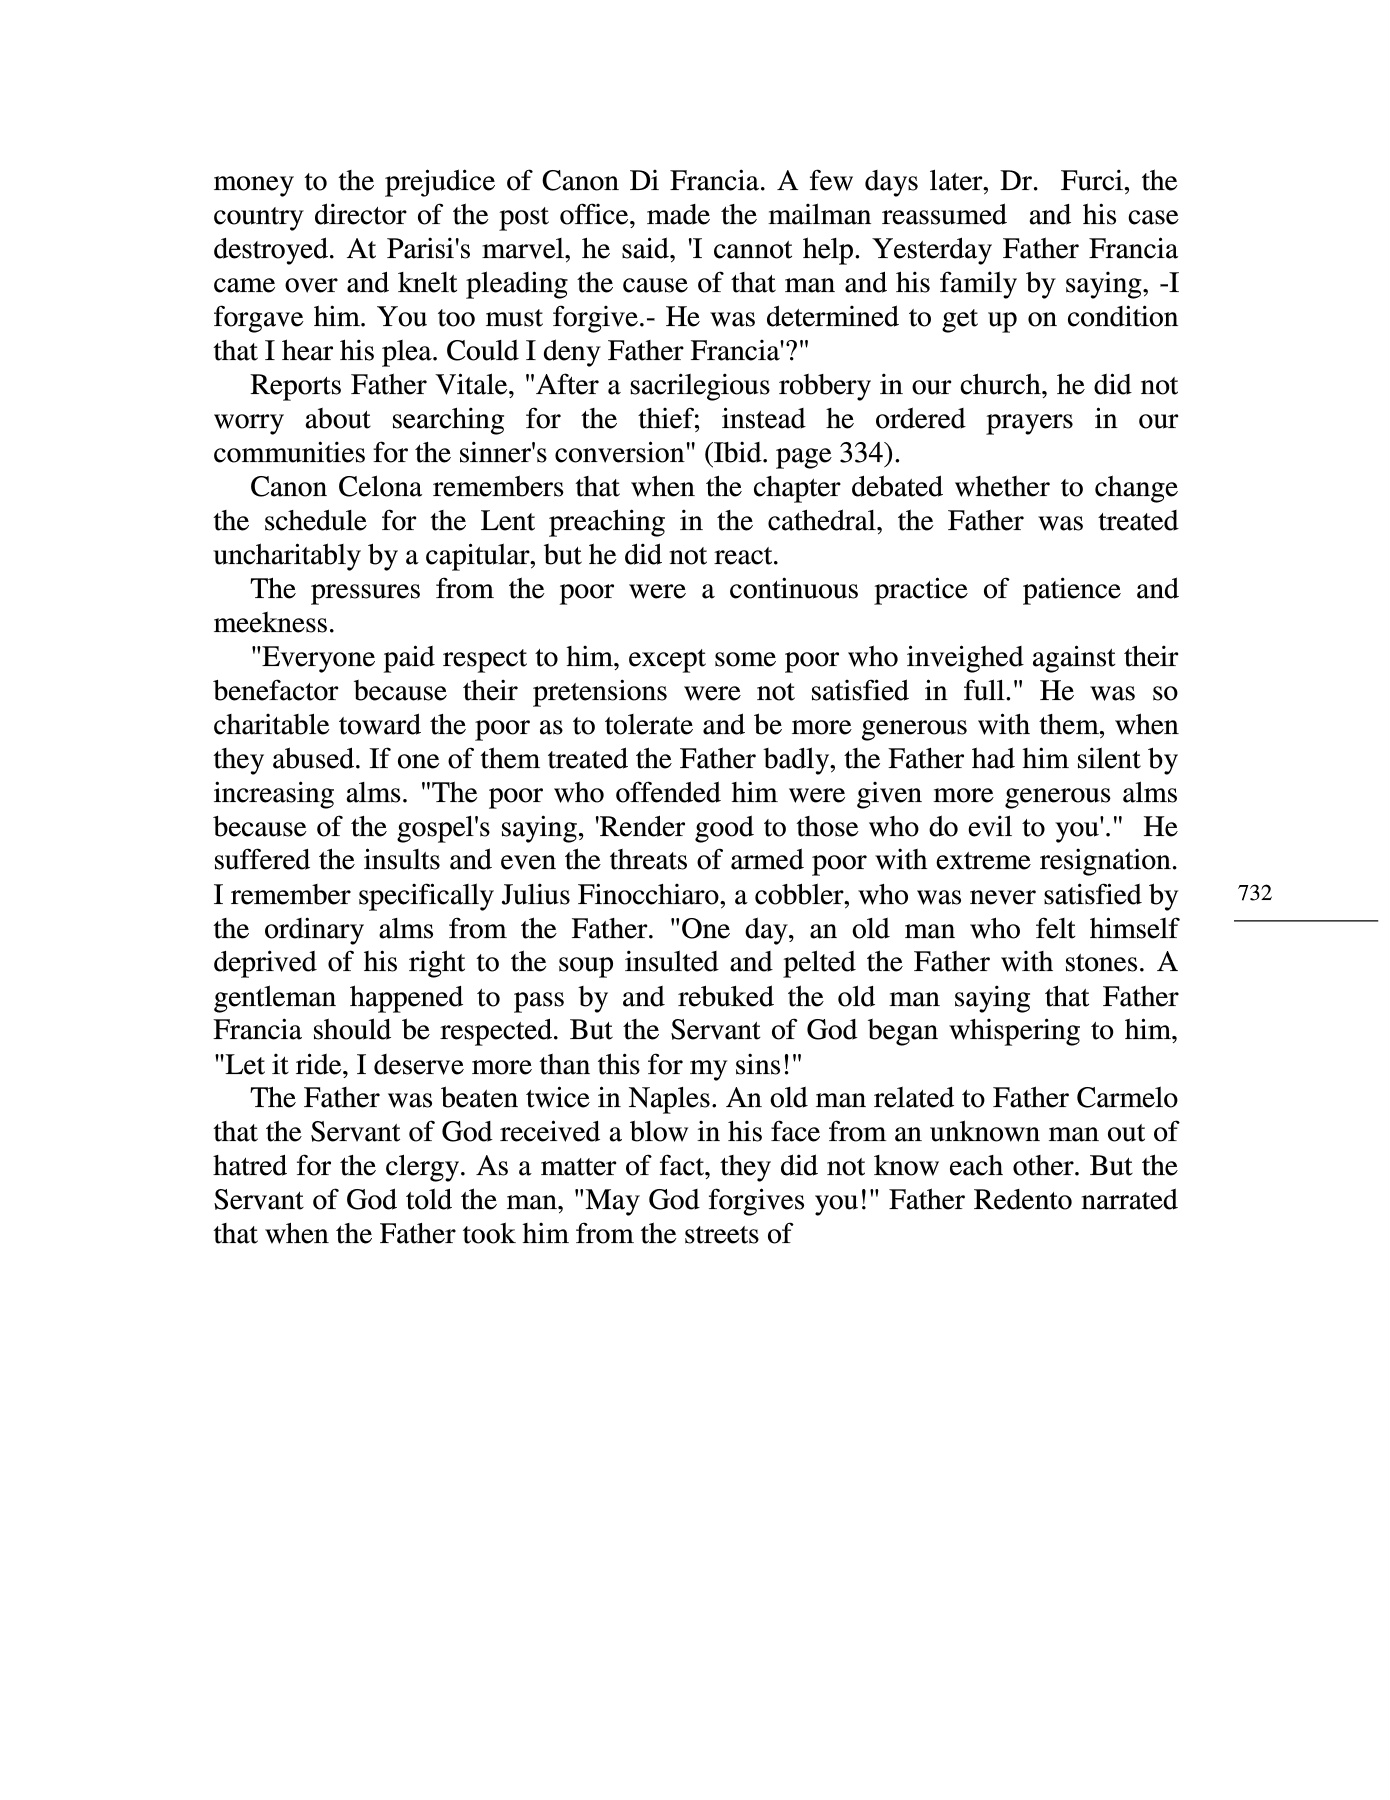 money to the prejudice of Canon Di Francia. A few days later, Dr.  Furci, the
country director of the post office, made the mailman reassumed  and his case
destroyed. At Parisi's marvel, he said, 'I cannot help. Yesterday Father Francia
came over and knelt pleading the cause of that man and his family by saying, -I
forgave him. You too must forgive.- He was determined to get up on condition
that I hear his plea. Could I deny Father Francia'?"
Reports Father Vitale, "After a sacrilegious robbery in our church, he did not
worry about searching for the thief; instead he ordered prayers in our
communities for the sinner's conversion" (Ibid. page 334).
Canon Celona remembers that when the chapter debated whether to change
the schedule for the Lent preaching in the cathedral, the Father was treated
uncharitably by a capitular, but he did not react.
The pressures from the poor were a continuous practice of patience and
meekness.
"Everyone paid respect to him, except some poor who inveighed against their
benefactor because their pretensions were not satisfied in full." He was so
charitable toward the poor as to tolerate and be more generous with them, when
they abused. If one of them treated the Father badly, the Father had him silent by
increasing alms. "The poor who offended him were given more generous alms
because of the gospel's saying, 'Render good to those who do evil to you'."  He
suffered the insults and even the threats of armed poor with extreme resignation.
I remember specifically Julius Finocchiaro, a cobbler, who was never satisfied by
the ordinary alms from the Father. "One day, an old man who felt himself
deprived of his right to the soup insulted and pelted the Father with stones. A
gentleman happened to pass by and rebuked the old man saying that Father
Francia should be respected. But the Servant of God began whispering to him,
"Let it ride, I deserve more than this for my sins!"
The Father was beaten twice in Naples. An old man related to Father Carmelo
that the Servant of God received a blow in his face from an unknown man out of
hatred for the clergy. As a matter of fact, they did not know each other. But the
Servant of God told the man, "May God forgives you!" Father Redento narrated
that when the Father took him from the streets of
732